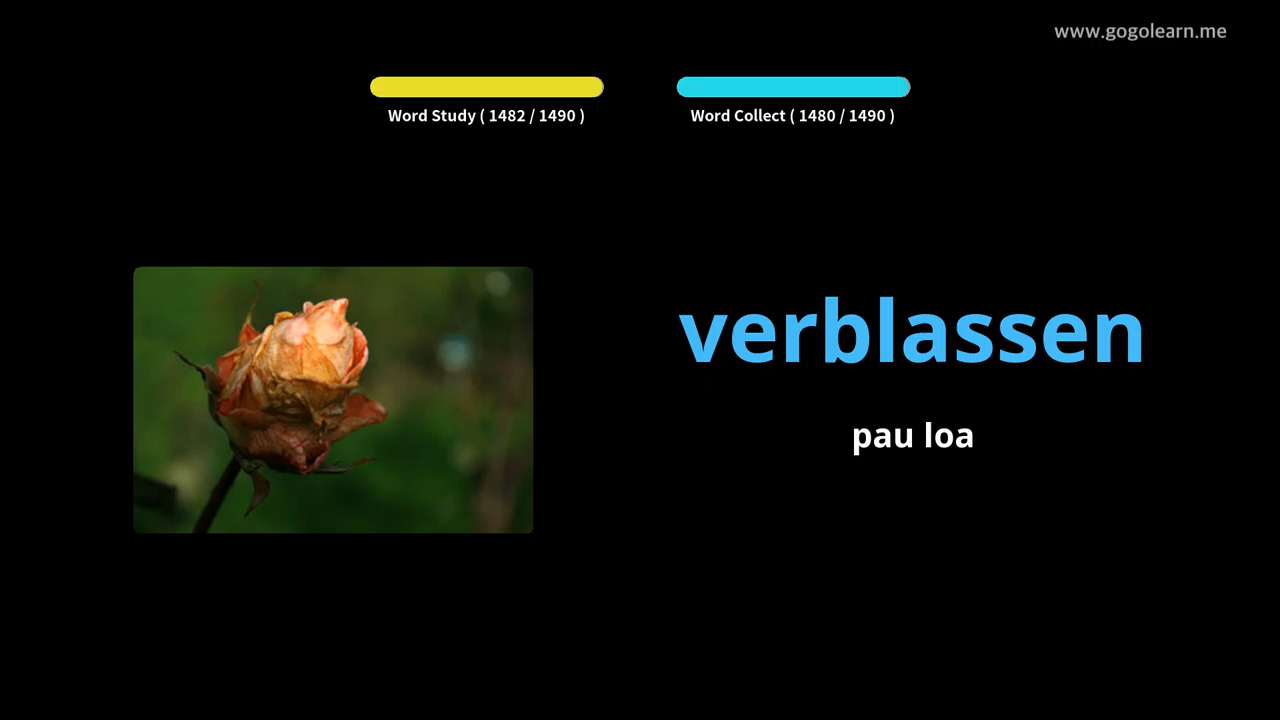 www.gogolearn.me
Word Study ( 1482 / 1490 )
Word Collect ( 1480 / 1490 )
verblassen
pau loa